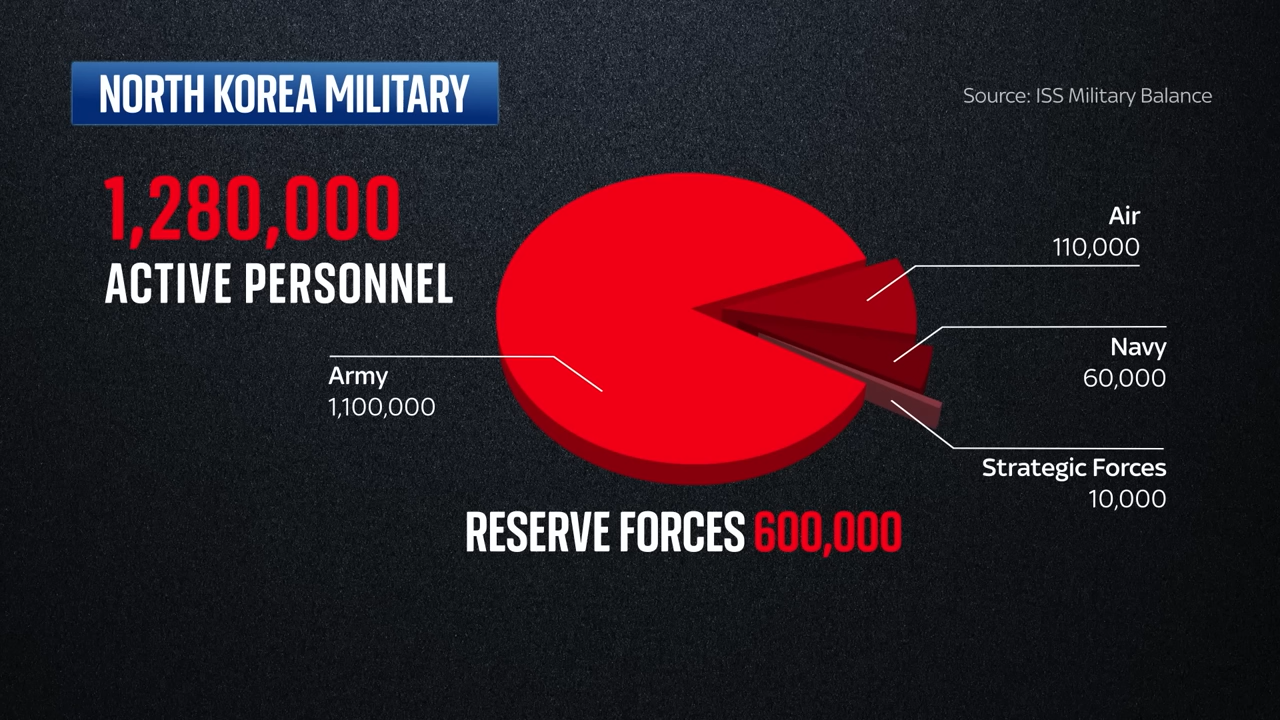 NORTH KOREA MILITARY
Source: ISS Military Balance
1,280,000
ACTIVE PERSONNEL
Air
110,000
Navy
60,000
Army
1,100,000
Strategic Forces
10,000
RESERVE FORCES 600,000